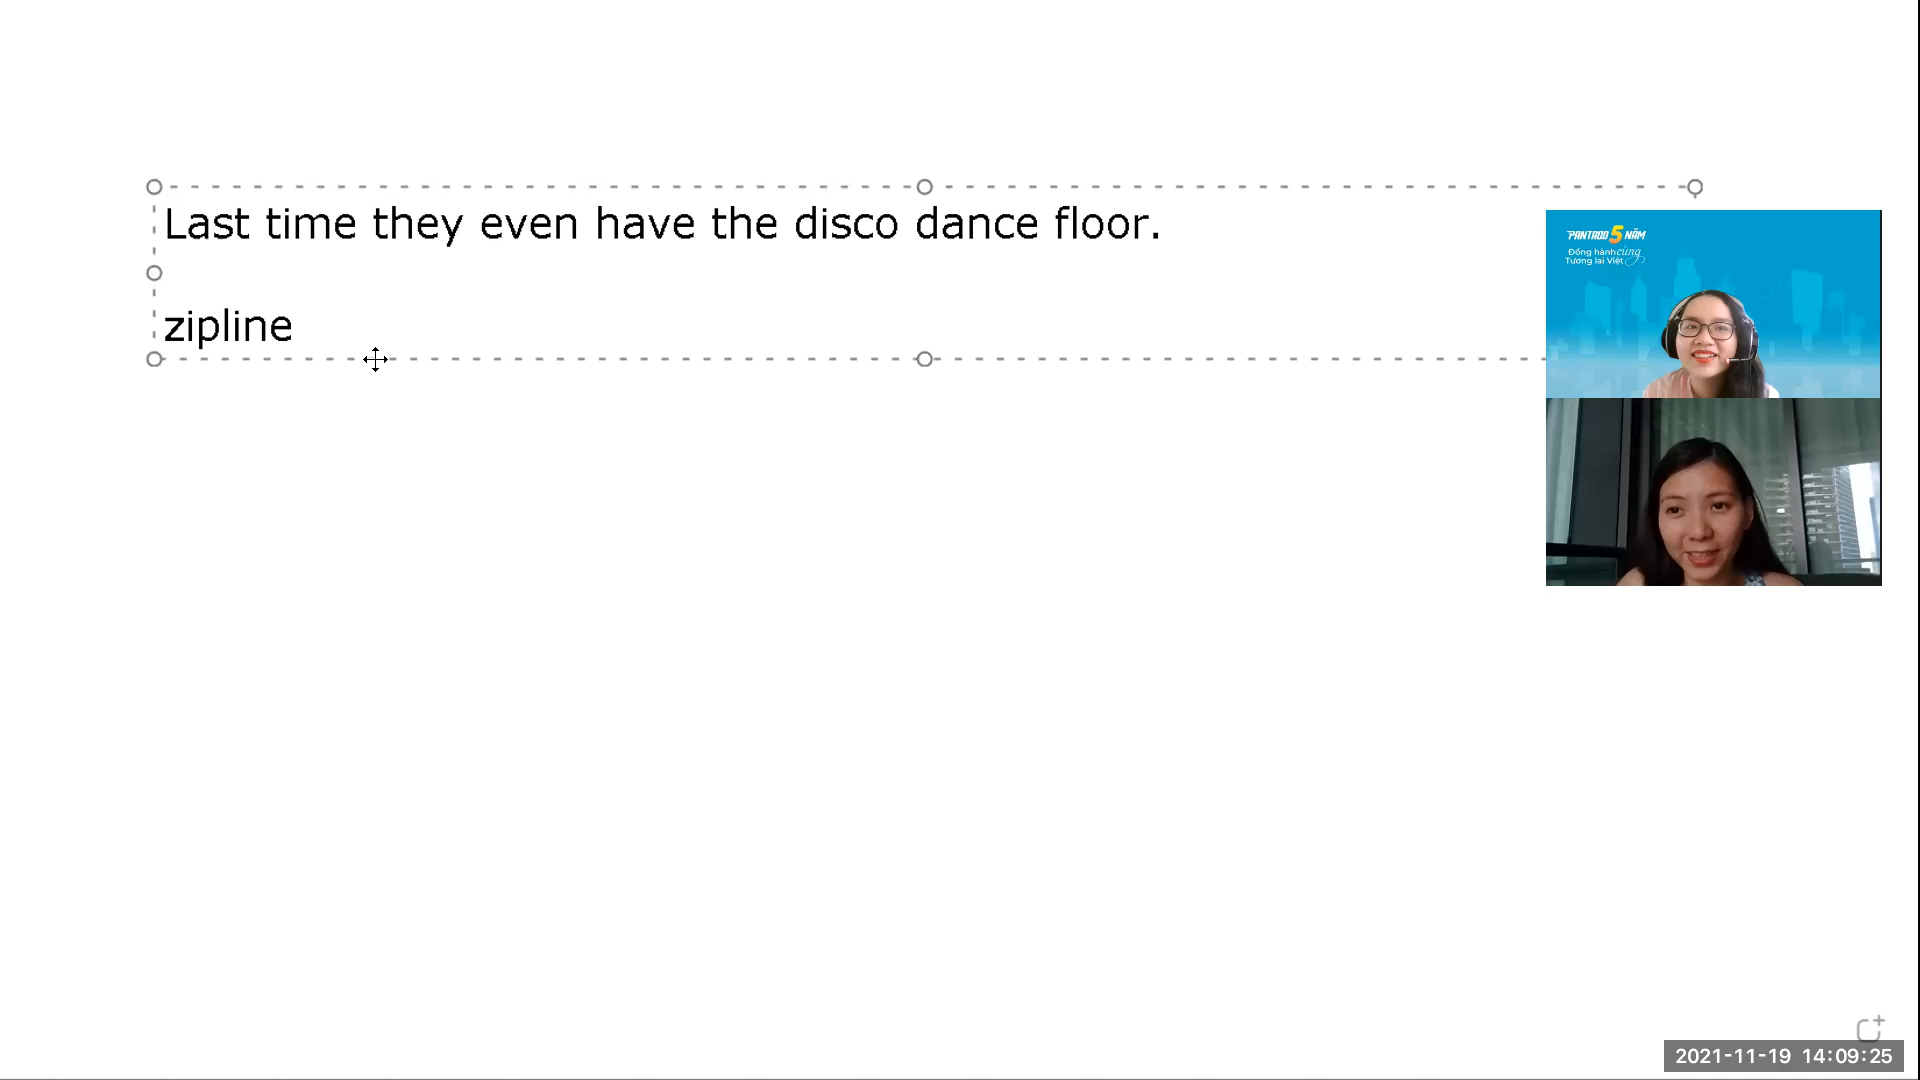 Last time they even have the disco dance floor.
zipline
PANTADO 5 NĂM
Đồng hành cùng
Tương lai Việt
2021-11-19 14:09:25